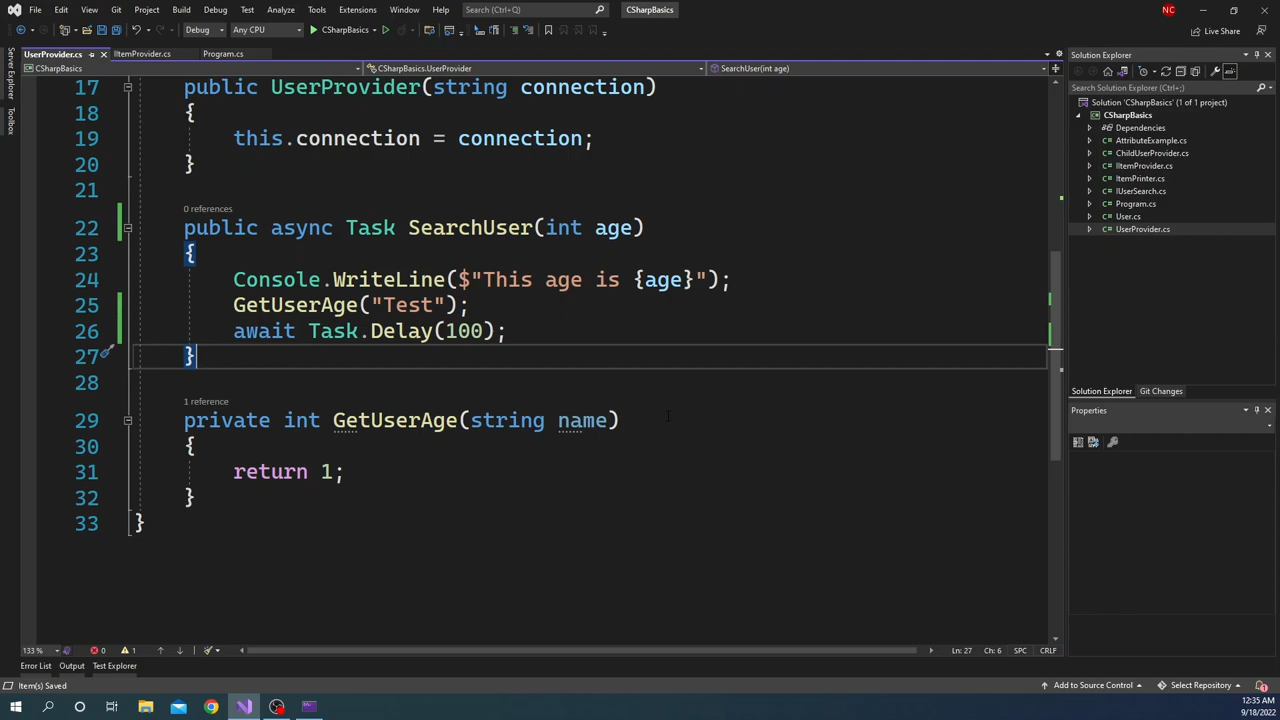 File Edit View Git Project Build Debug Test Analyze Tools Extensions Window Help Search (Ctrl+Q) CSharpBasics NC
Debug Any CPU CSharpBasics Live Share
UserProvider.cs IItemProvider.cs Program.cs
CSharpBasics CSharpBasics.UserProvider SearchUser(int age)
Server Explorer
Toolbox
17 public UserProvider(string connection)
18 {
19 this.connection = connection;
20 }
21
0 references
22 public async Task SearchUser(int age)
23 {
24 Console.WriteLine($"This age is {age}");
25 GetUserAge("Test");
26 await Task.Delay(100);
27 }
28
1 reference
29 private int GetUserAge(string name)
30 {
31 return 1;
32 }
33 }
133 % 0 1 Ln: 27 Ch: 6 SPC CRLF
Error List Output Test Explorer
Solution Explorer
Search Solution Explorer (Ctrl+;)
Solution 'CSharpBasics' (1 of 1 project)
CSharpBasics
Dependencies
AttributeExample.cs
ChildUserProvider.cs
IItemProvider.cs
ItemPrinter.cs
IUserSearch.cs
Program.cs
User.cs
UserProvider.cs
Solution Explorer Git Changes
Properties
Item(s) Saved Add to Source Control Select Repository 1
12:35 AM
9/18/2022